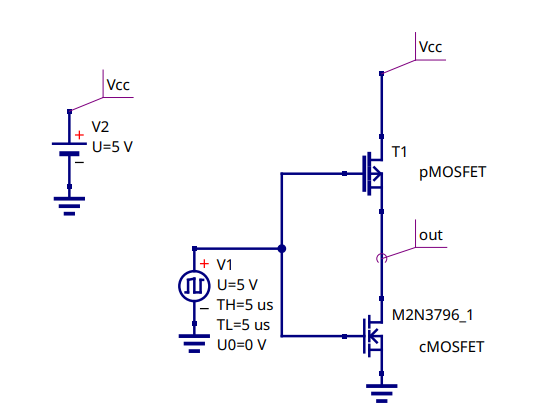 Vcc
Vcc
V2
U=5 V
T1
pMOSFET
out
V1
U=5 V
TH=5 us
TL=5 us
U0=0 V
M2N3796_1
cMOSFET